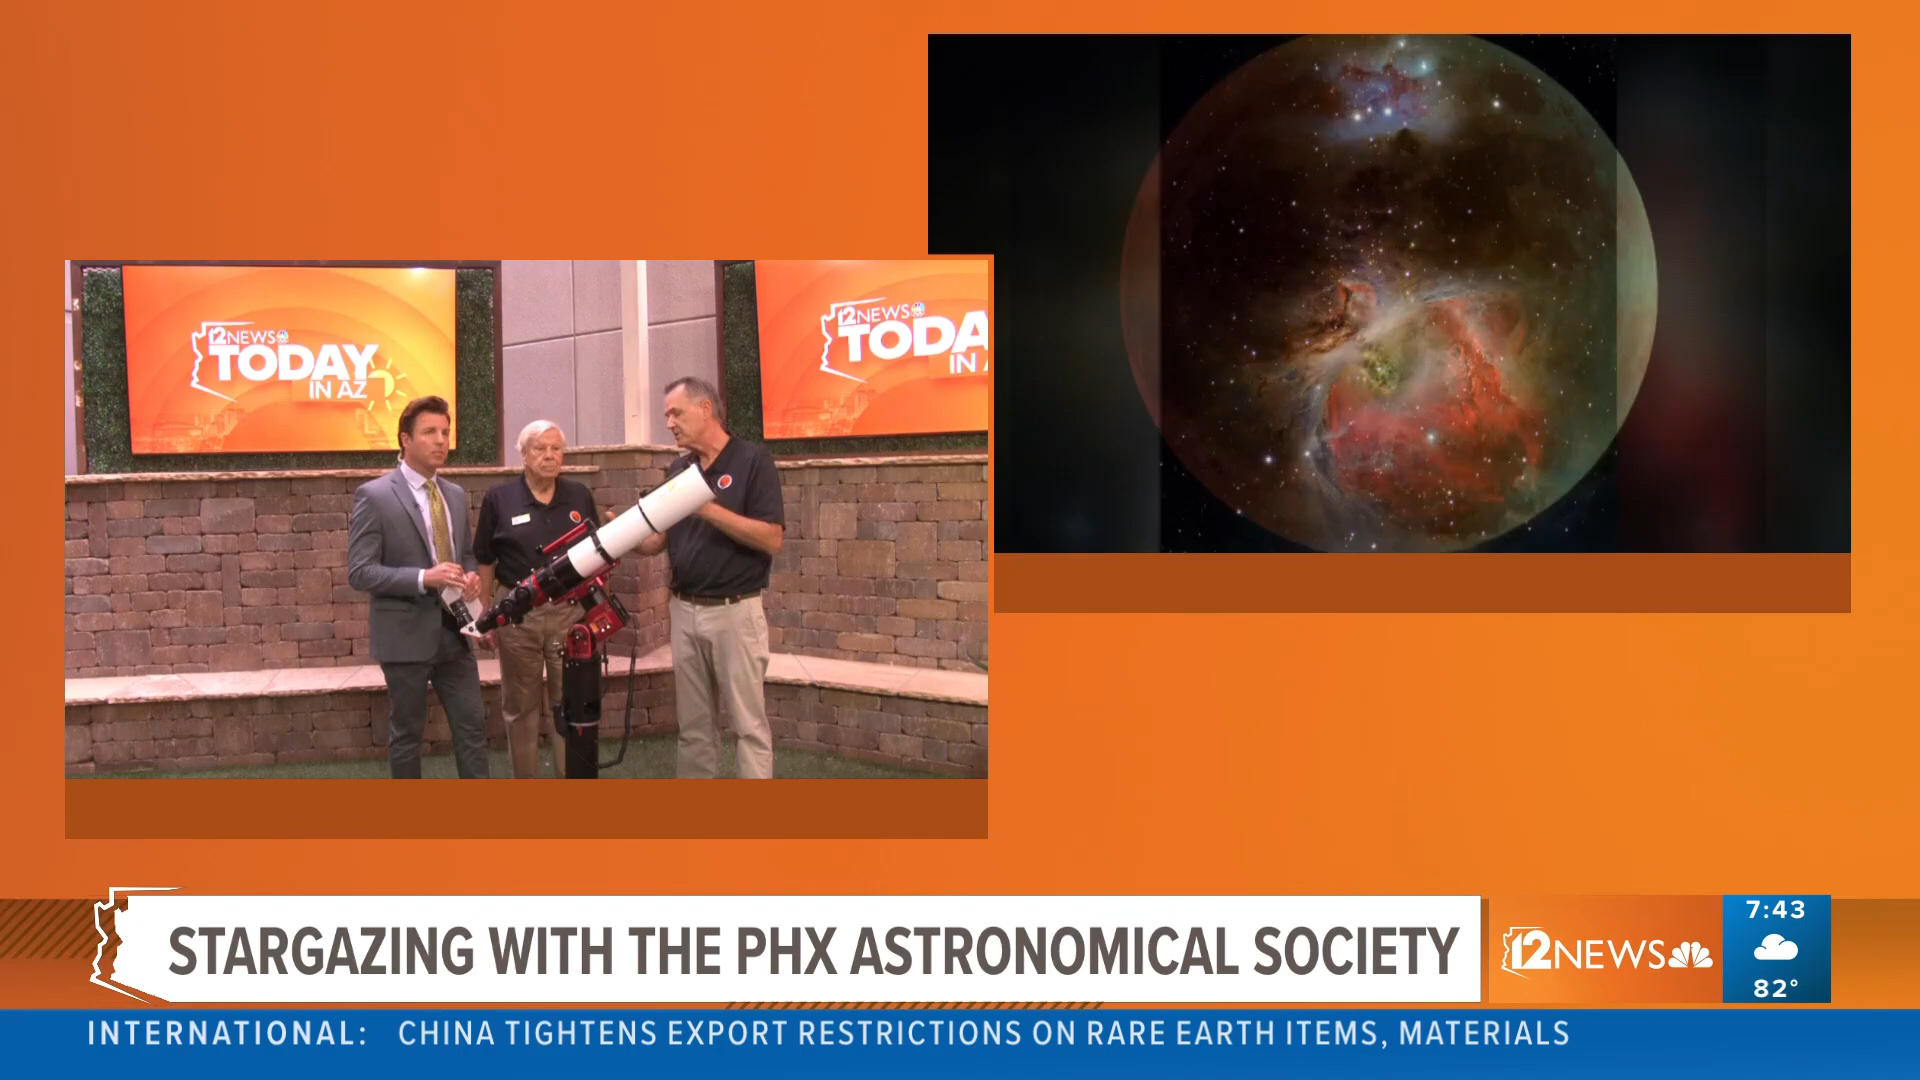 12NEWS
TODAY
IN AZ
12NEWS
TODA
IN
STARGAZING WITH THE PHX ASTRONOMICAL SOCIETY
12NEWS
7:43
82°
INTERNATIONAL: CHINA TIGHTENS EXPORT RESTRICTIONS ON RARE EARTH ITEMS, MATERIALS